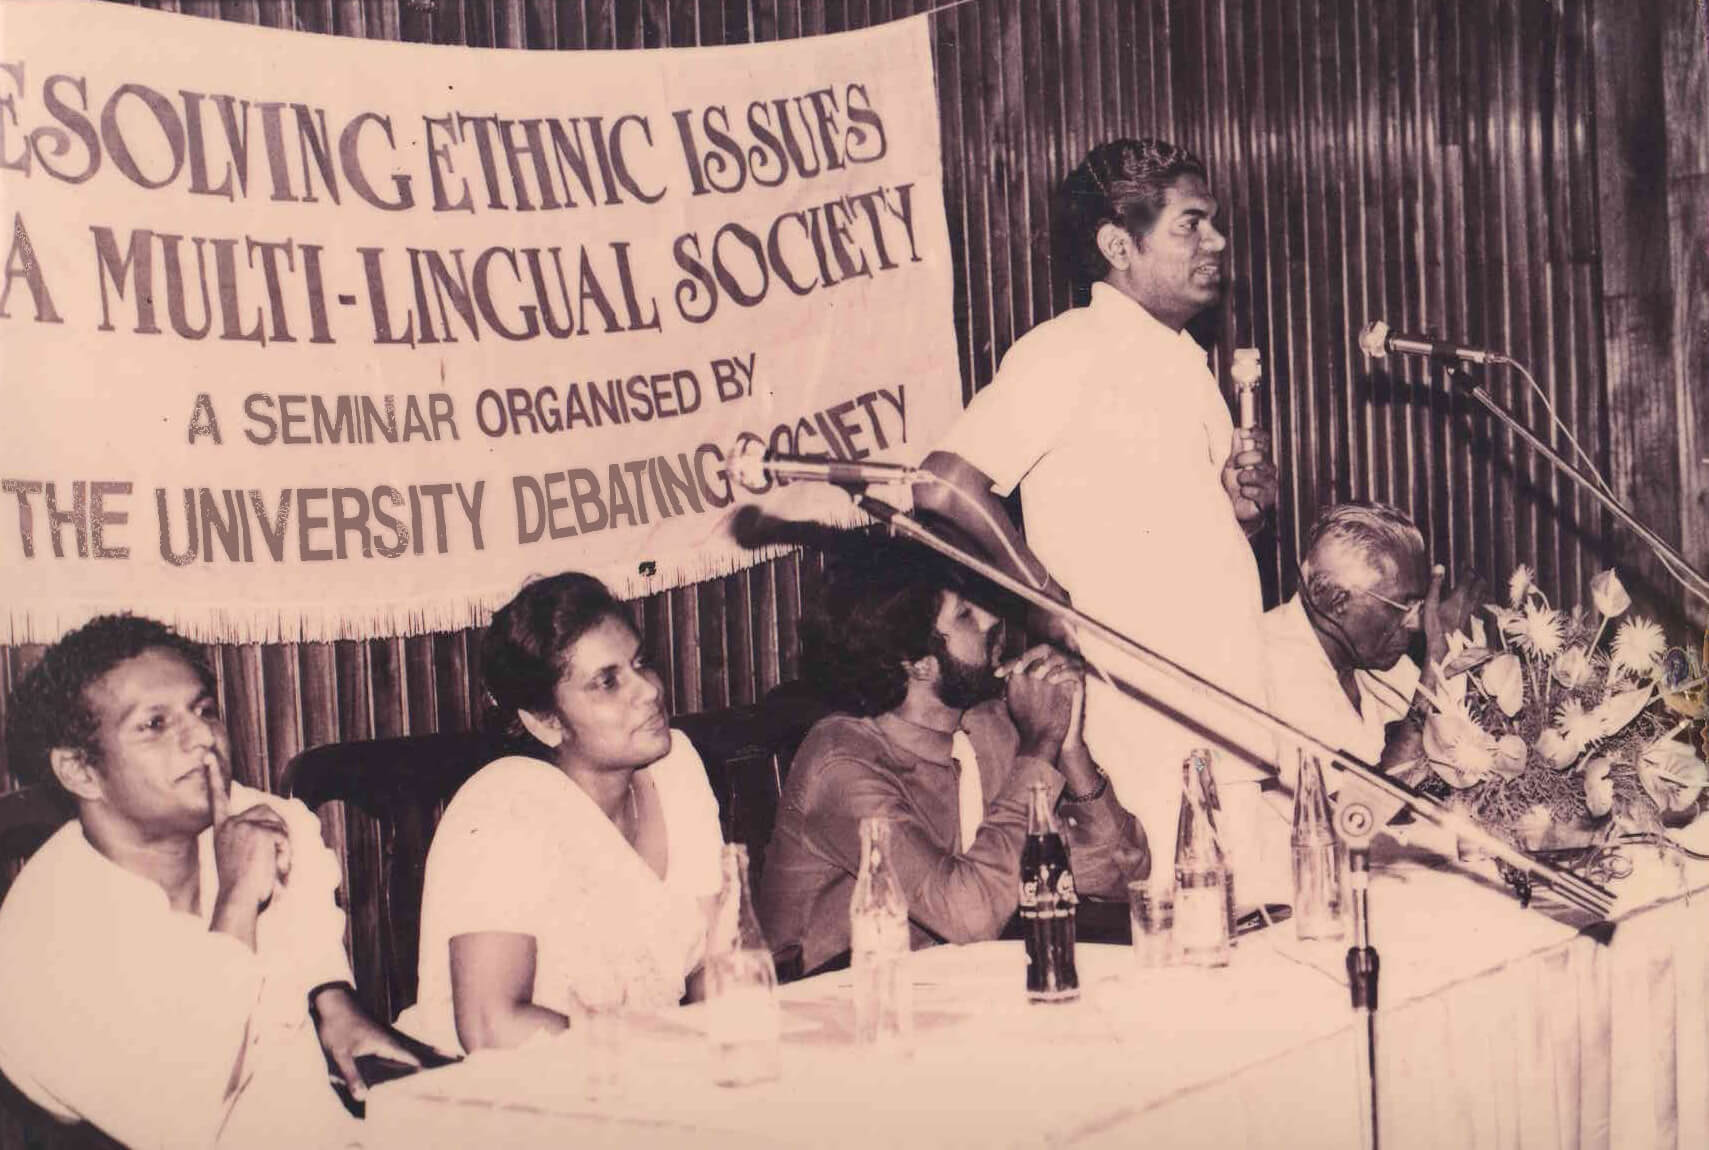 ESOLVING ETHNIC ISSUES
A MULTI-LINGUAL SOCIETY
A SEMINAR ORGANISED BY
THE UNIVERSITY DEBATING SOCIETY